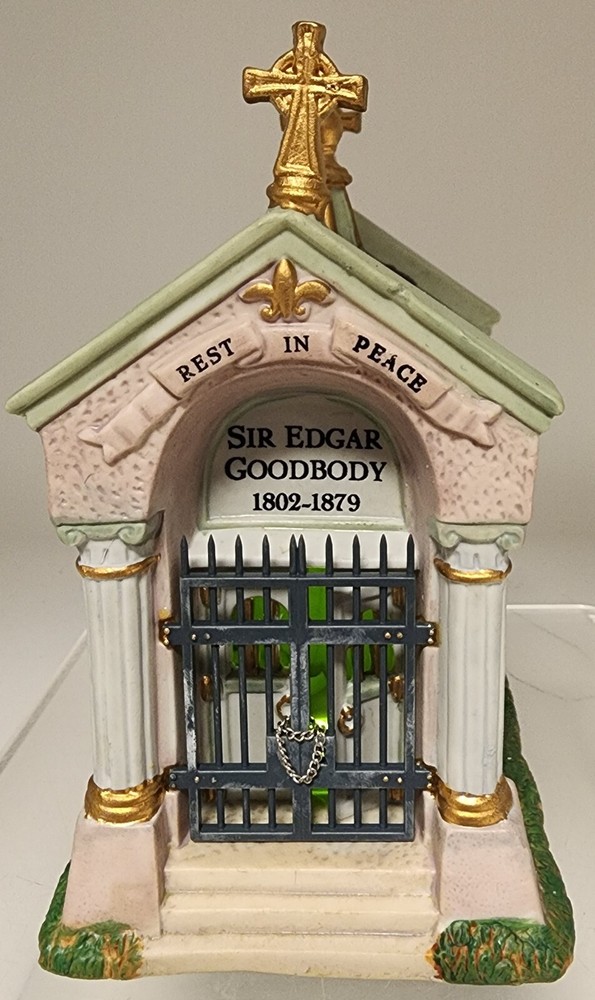 REST IN PEACE
SIR EDGAR
GOODBODY
1802-1879